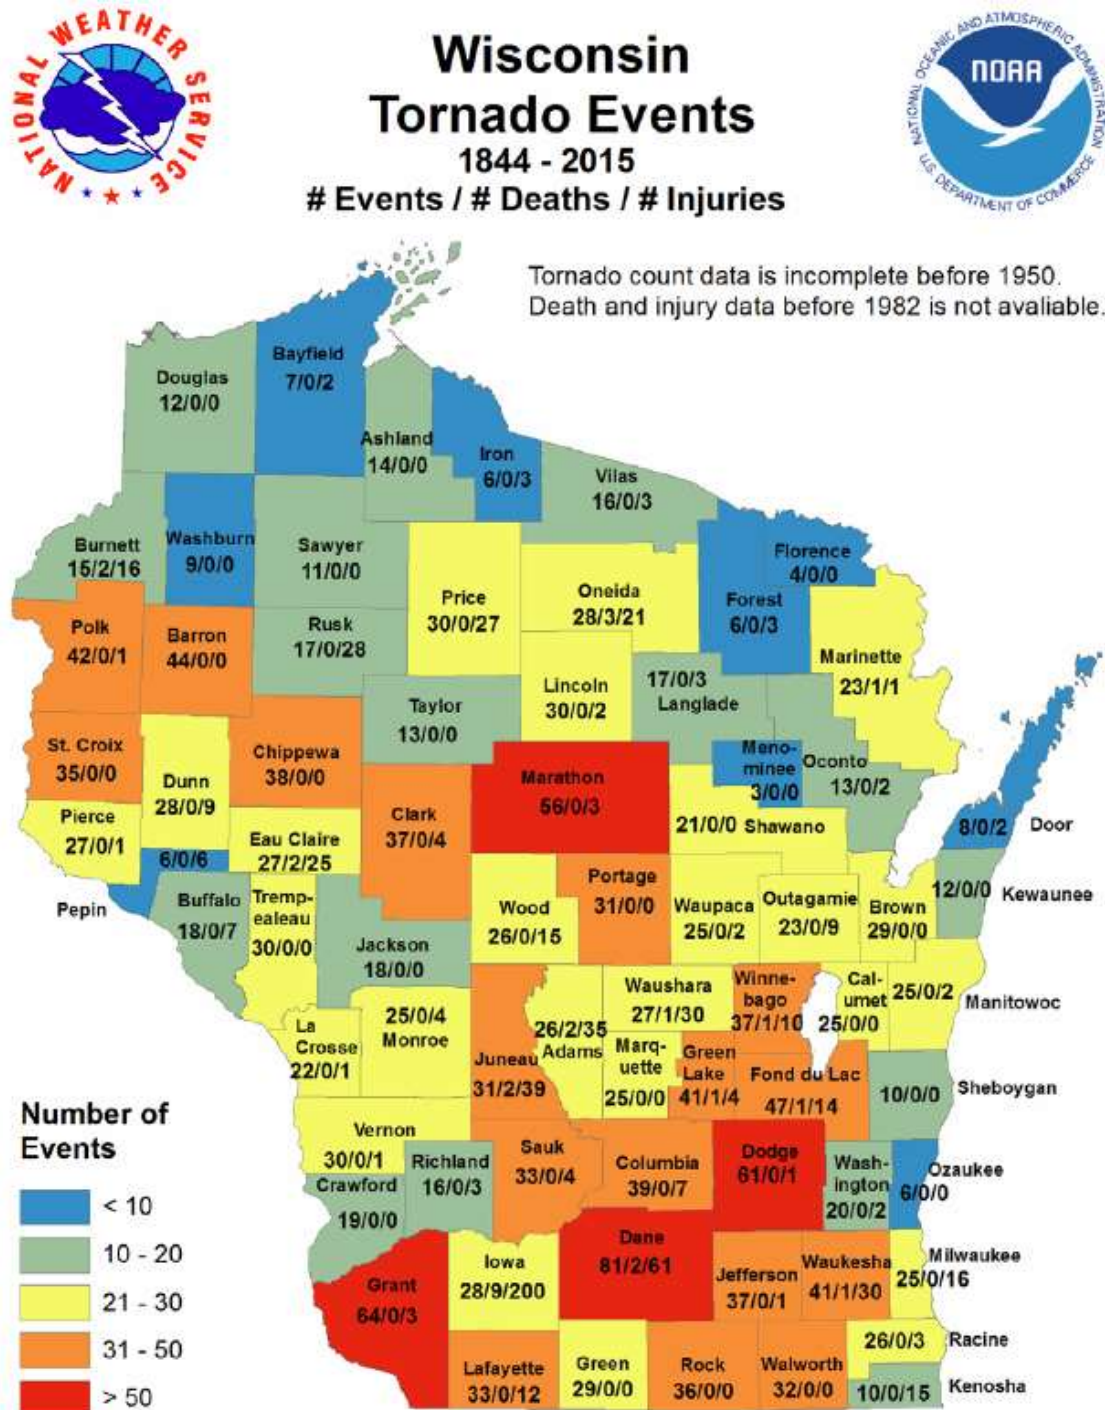 NATIONAL WEATHER SERVICE
Wisconsin
Tornado Events
1844 - 2015
# Events / # Deaths / # Injuries
NATIONAL OCEANIC AND ATMOSPHERIC ADMINISTRATION
NOAA
U.S. DEPARTMENT OF COMMERCE
Tornado count data is incomplete before 1950.
Death and injury data before 1982 is not avaliable.
Bayfield
7/0/2
Douglas
12/0/0
Ashland
14/0/0
Iron
6/0/3
Vilas
16/0/3
Burnett
15/2/16
Washburn
9/0/0
Sawyer
11/0/0
Florence
4/0/0
Price
30/0/27
Oneida
28/3/21
Forest
6/0/3
Polk
42/0/1
Barron
44/0/0
Rusk
17/0/28
Marinette
23/1/1
Lincoln
30/0/2
17/0/3
Langlade
Taylor
13/0/0
St. Croix
35/0/0
Dunn
28/0/9
Chippewa
38/0/0
Marathon
56/0/3
Meno-
minee
3/0/0
Oconto
13/0/2
Pierce
27/0/1
Clark
37/0/4
21/0/0 Shawano
8/0/2 Door
Eau Claire
27/2/25
6/0/6
Pepin
Buffalo
18/0/7
Tremp-
ealeau
30/0/0
Wood
26/0/15
Portage
31/0/0
Waupaca
25/0/2
Outagamie
23/0/9
Brown
29/0/0
12/0/0 Kewaunee
Jackson
18/0/0
Waushara
27/1/30
Winne-
bago
37/1/10
Cal-
umet
25/0/0
25/0/2 Manitowoc
La
Crosse
22/0/1
25/0/4
Monroe
Juneau
31/2/39
26/2/35
Adams
Marq-
uette
25/0/0
Green
Lake
41/1/4
Fond du Lac
47/1/14
10/0/0 Sheboygan
Vernon
30/0/1
Richland
16/0/3
Sauk
33/0/4
Columbia
39/0/7
Dodge
61/0/1
Wash-
ington
20/0/2
Ozaukee
6/0/0
Crawford
19/0/0
Grant
64/0/3
Iowa
28/9/200
Dane
81/2/61
Jefferson
37/0/1
Waukesha
41/1/30
Milwaukee
25/0/16
Lafayette
33/0/12
Green
29/0/0
Rock
36/0/0
Walworth
32/0/0
26/0/3 Racine
10/0/15 Kenosha
Number of
Events
< 10
10 - 20
21 - 30
31 - 50
> 50